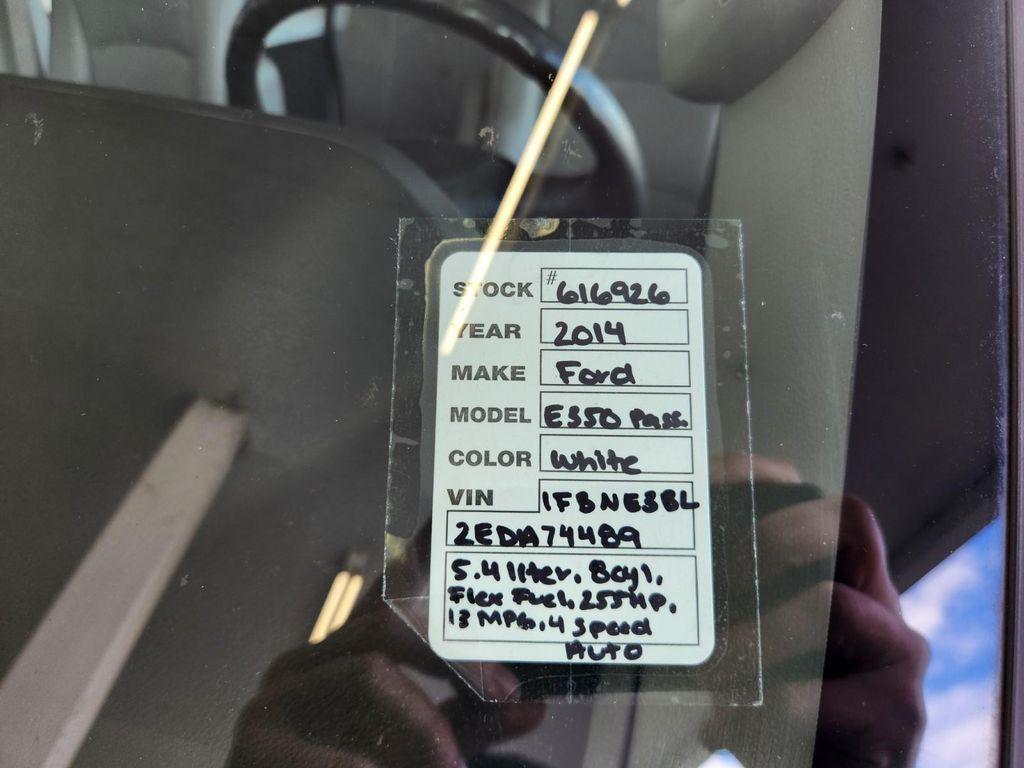 STOCK #616926
YEAR 2014
MAKE Ford
MODEL E350 Pass.
COLOR White
VIN 1FBNE3BL
2EDA74489
5.4 liter. 8cyl.
Flex Fuel. 255HP.
13 MPG. 4 Speed
Auto